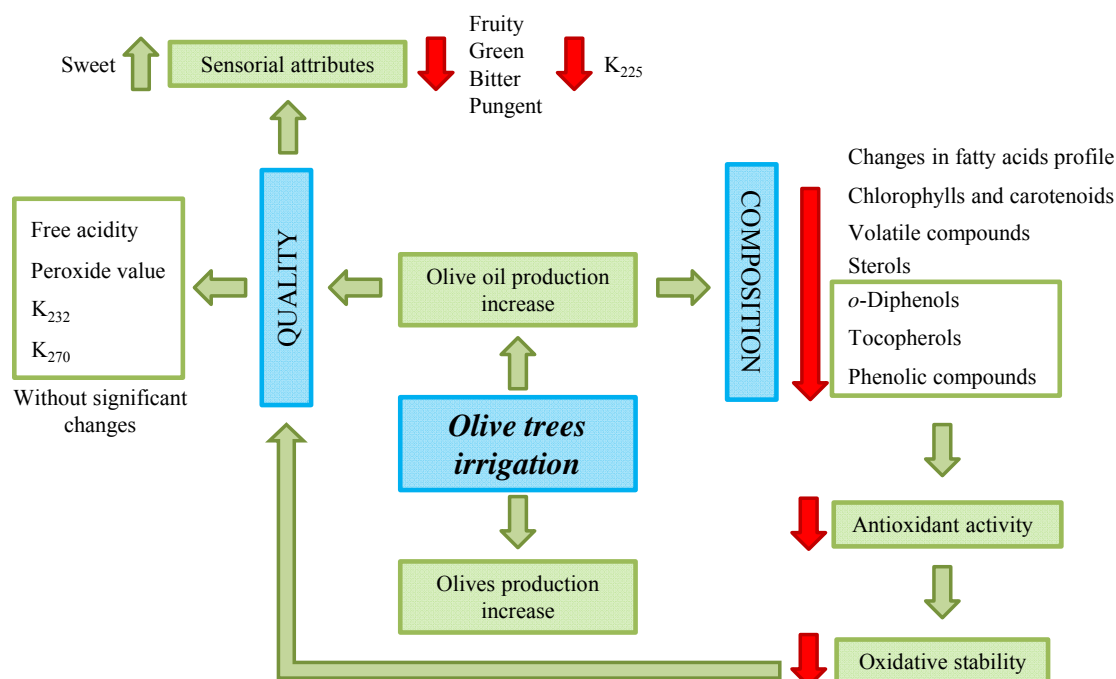 Sweet
Sensorial attributes
Fruity
Green
Bitter
Pungent
K₂₂₅
QUALITY
Free acidity
Peroxide value
K₂₃₂
K₂₇₀
Without significant
changes
Olive oil production
increase
Olive trees
irrigation
Olives production
increase
COMPOSITION
Changes in fatty acids profile
Chlorophylls and carotenoids
Volatile compounds
Sterols
o-Diphenols
Tocopherols
Phenolic compounds
Antioxidant activity
Oxidative stability